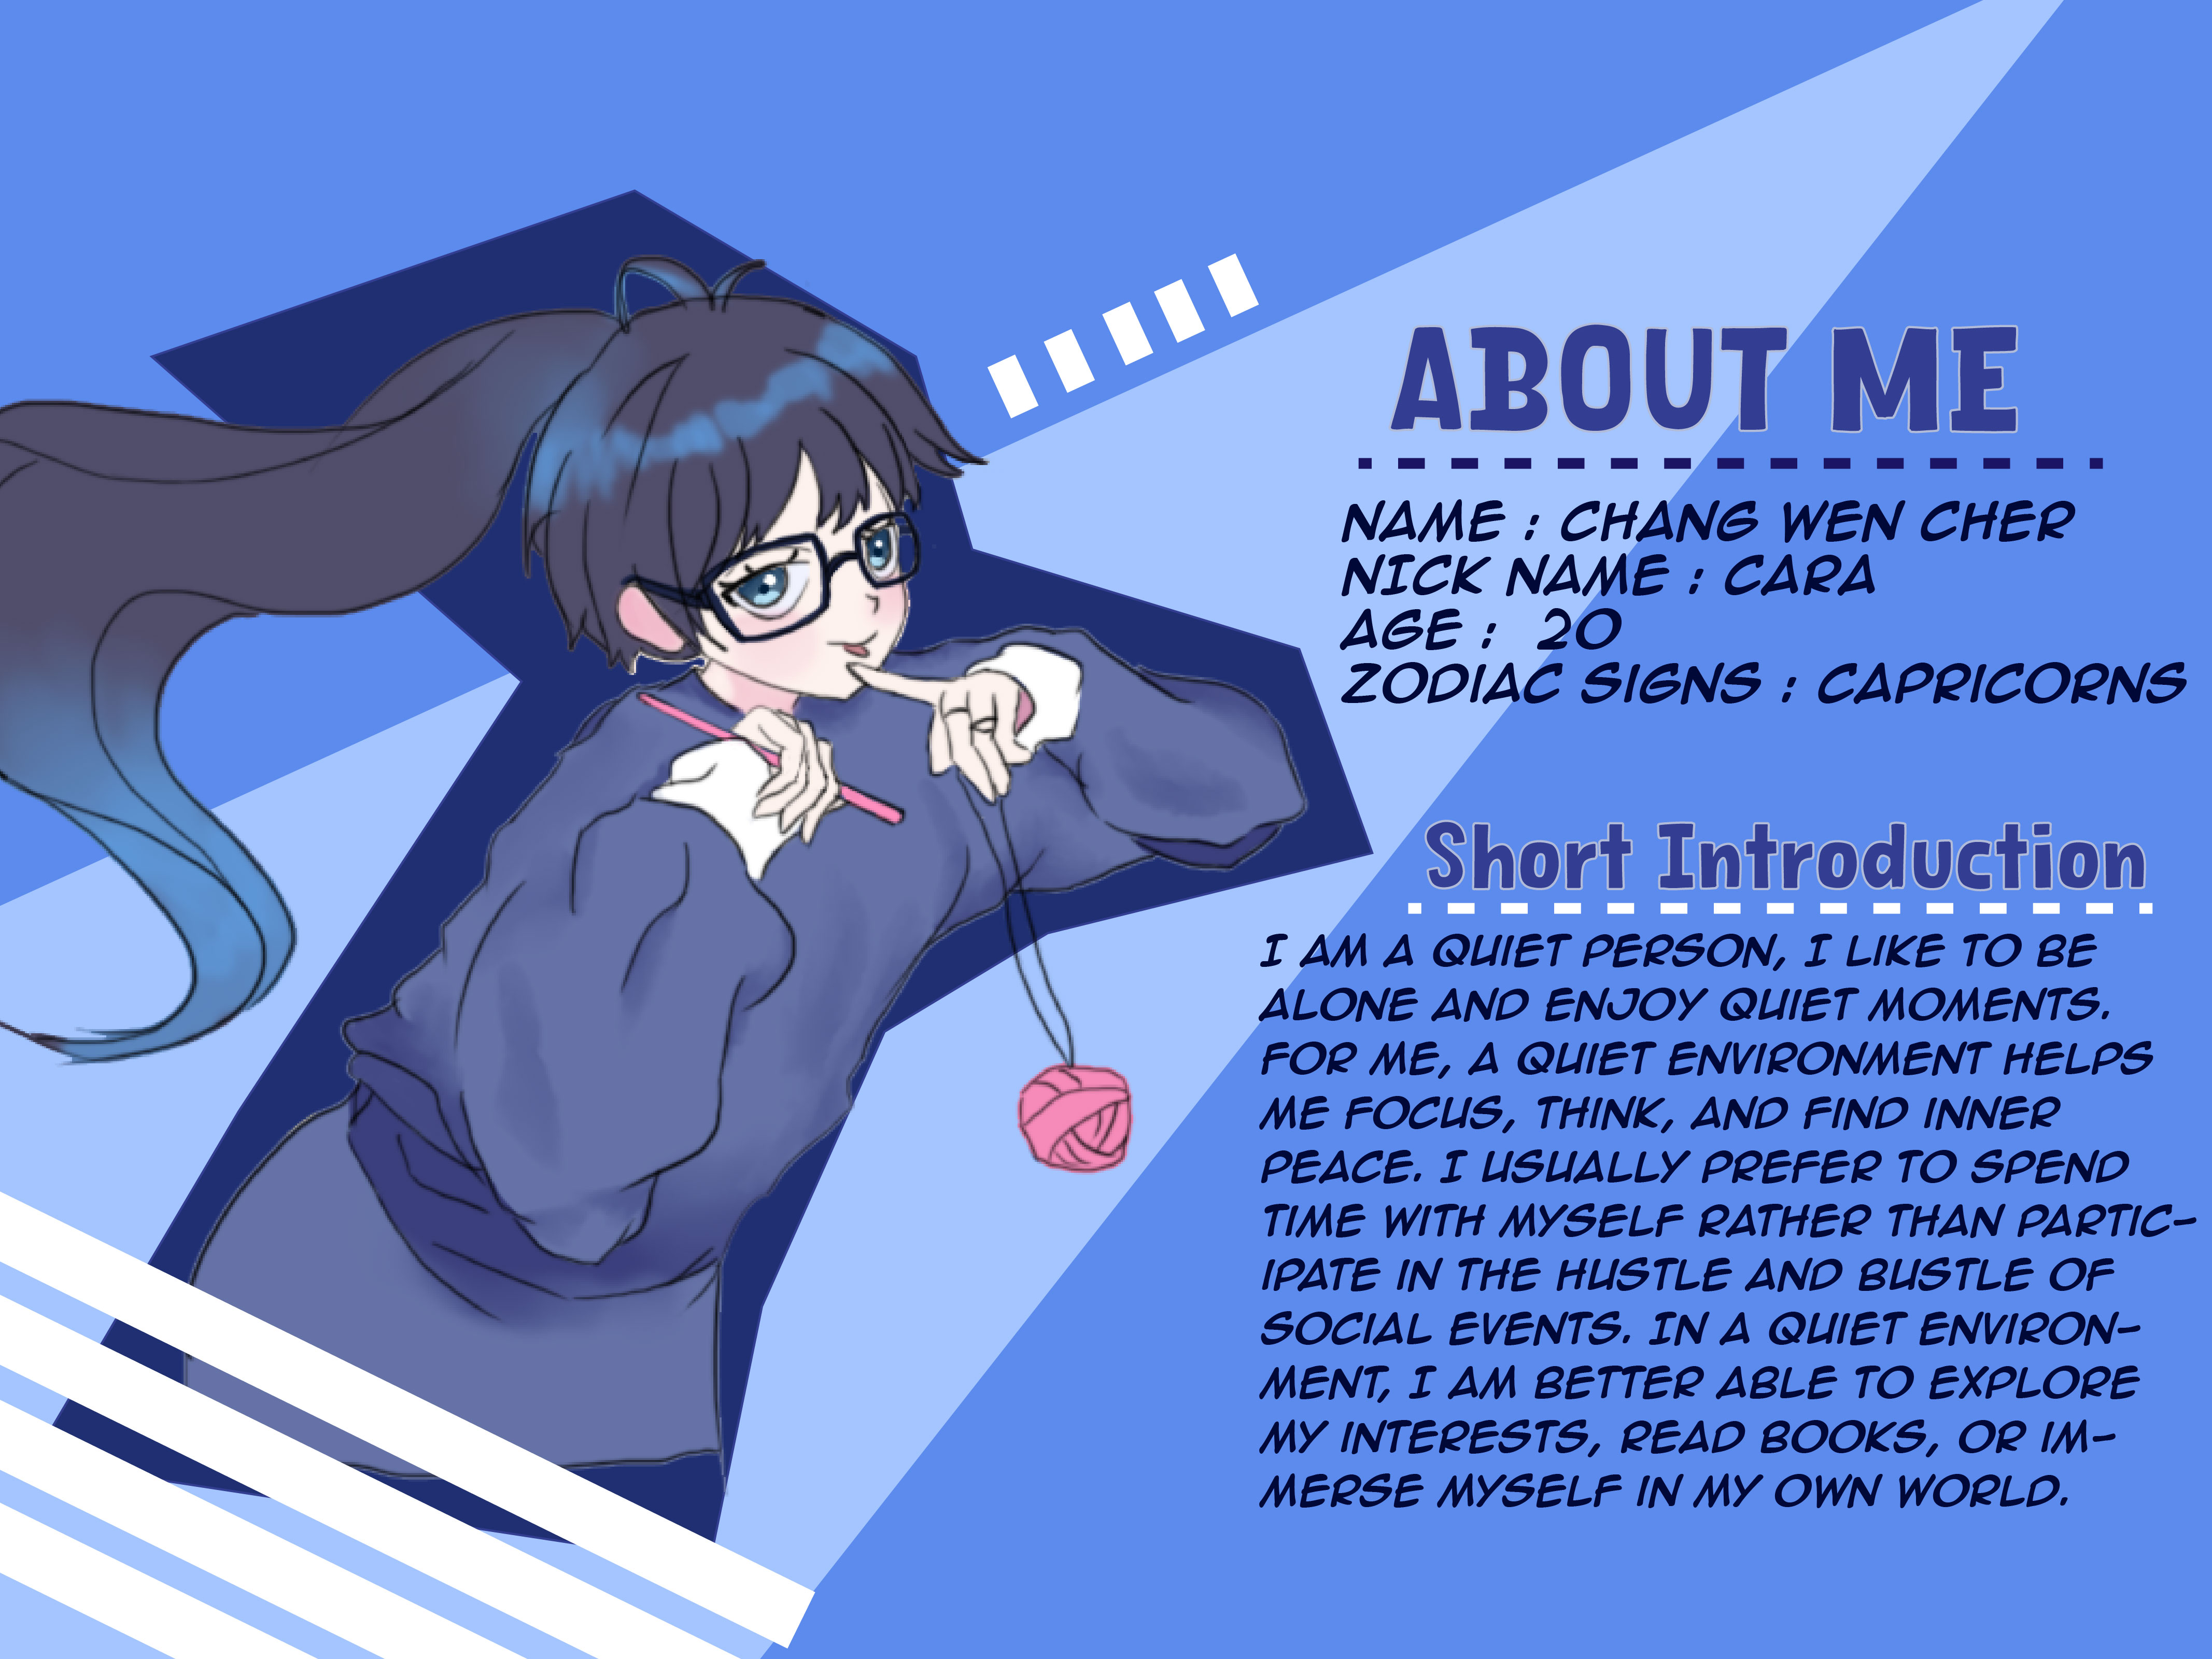 ABOUT ME
NAME : CHANG WEN CHER
NICK NAME : CARA
AGE :  20
ZODIAC SIGNS : CAPRICORNS
Short Introduction
I AM A QUIET PERSON, I LIKE TO BE
ALONE AND ENJOY QUIET MOMENTS.
FOR ME, A QUIET ENVIRONMENT HELPS
ME FOCUS, THINK, AND FIND INNER
PEACE. I USUALLY PREFER TO SPEND
TIME WITH MYSELF RATHER THAN PARTIC-
IPATE IN THE HUSTLE AND BUSTLE OF
SOCIAL EVENTS. IN A QUIET ENVIRON-
MENT, I AM BETTER ABLE TO EXPLORE
MY INTERESTS, READ BOOKS, OR IM-
MERSE MYSELF IN MY OWN WORLD.